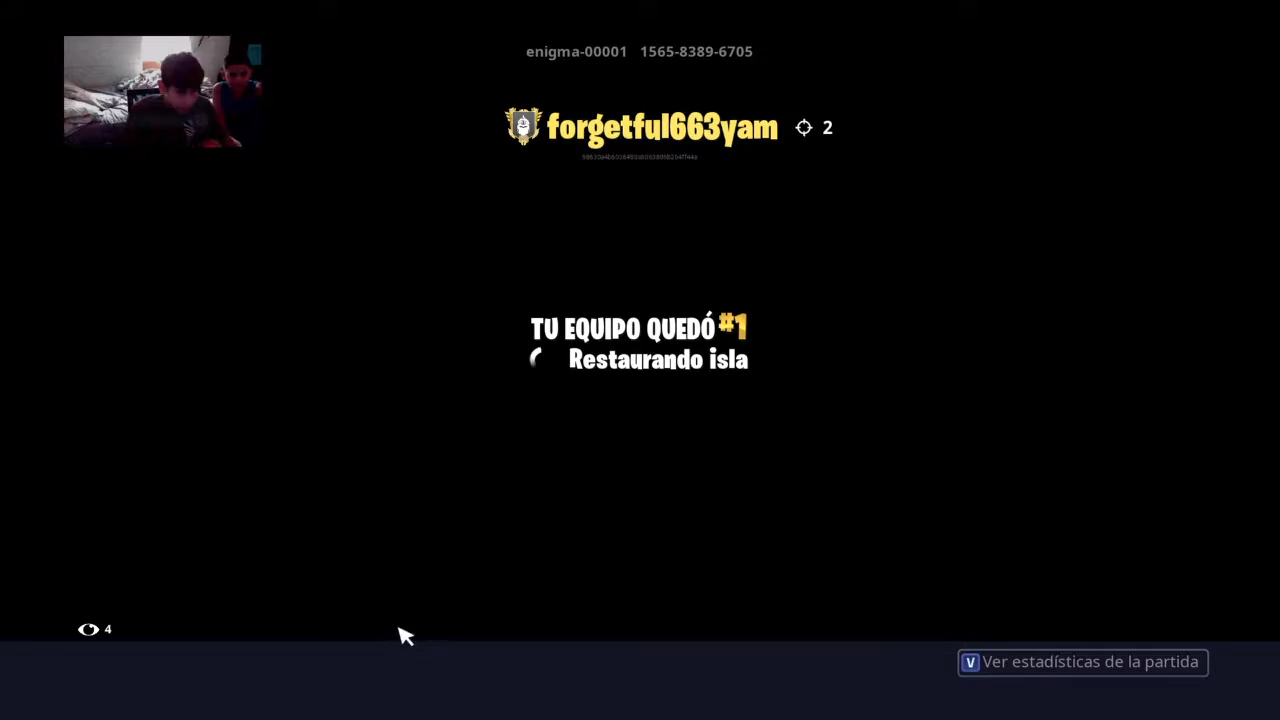 enigma-00001 1565-8389-6705
forgetful663yam 2
TU EQUIPO QUEDÓ #1
Restaurando isla
4
V Ver estadísticas de la partida